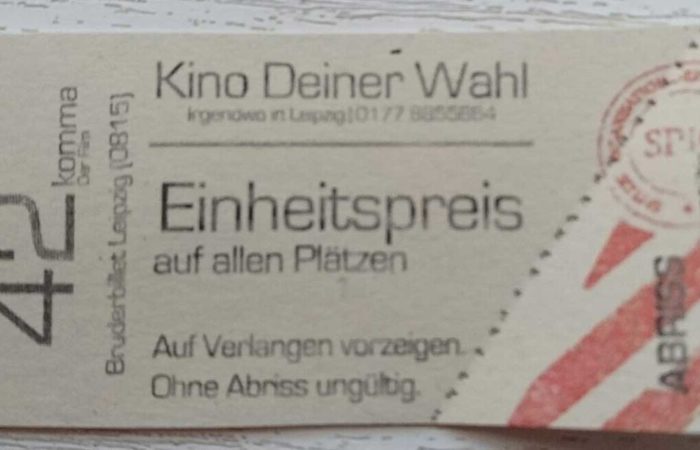 42
komma
Der Film
Bruderbillet Leipzig (0815)
Kino Deiner Wahl
Irgendwo in Leipzig | 0177
Einheitspreis
auf allen Plätzen
Auf Verlangen vorzeigen.
Ohne Abriss ungültig.
ABRISS